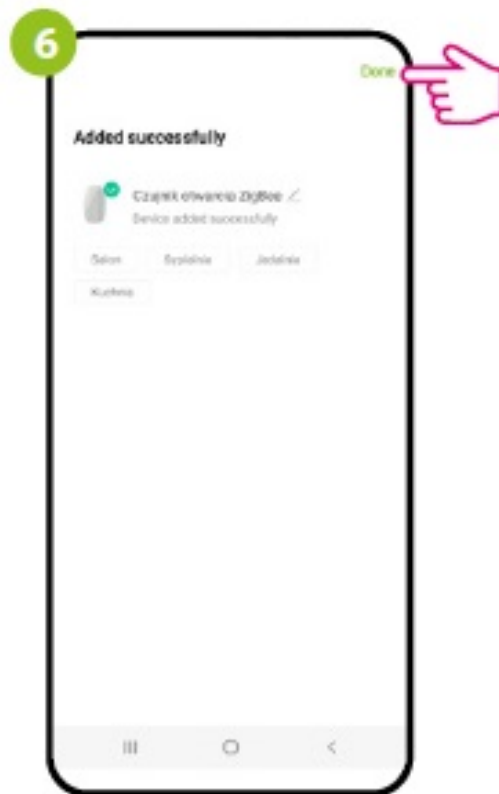 6
Done
Added successfully
Czujnik otwarcia ZigBee
Device added successfully
Salon Sypialnia Jadalnia
Kuchnia